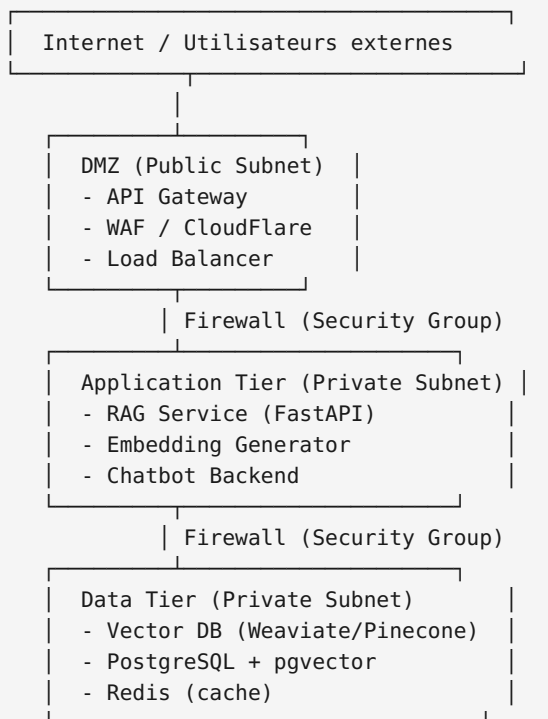 Internet / Utilisateurs externes
DMZ (Public Subnet)
- API Gateway
- WAF / CloudFlare
- Load Balancer
Firewall (Security Group)
Application Tier (Private Subnet)
- RAG Service (FastAPI)
- Embedding Generator
- Chatbot Backend
Firewall (Security Group)
Data Tier (Private Subnet)
- Vector DB (Weaviate/Pinecone)
- PostgreSQL + pgvector
- Redis (cache)